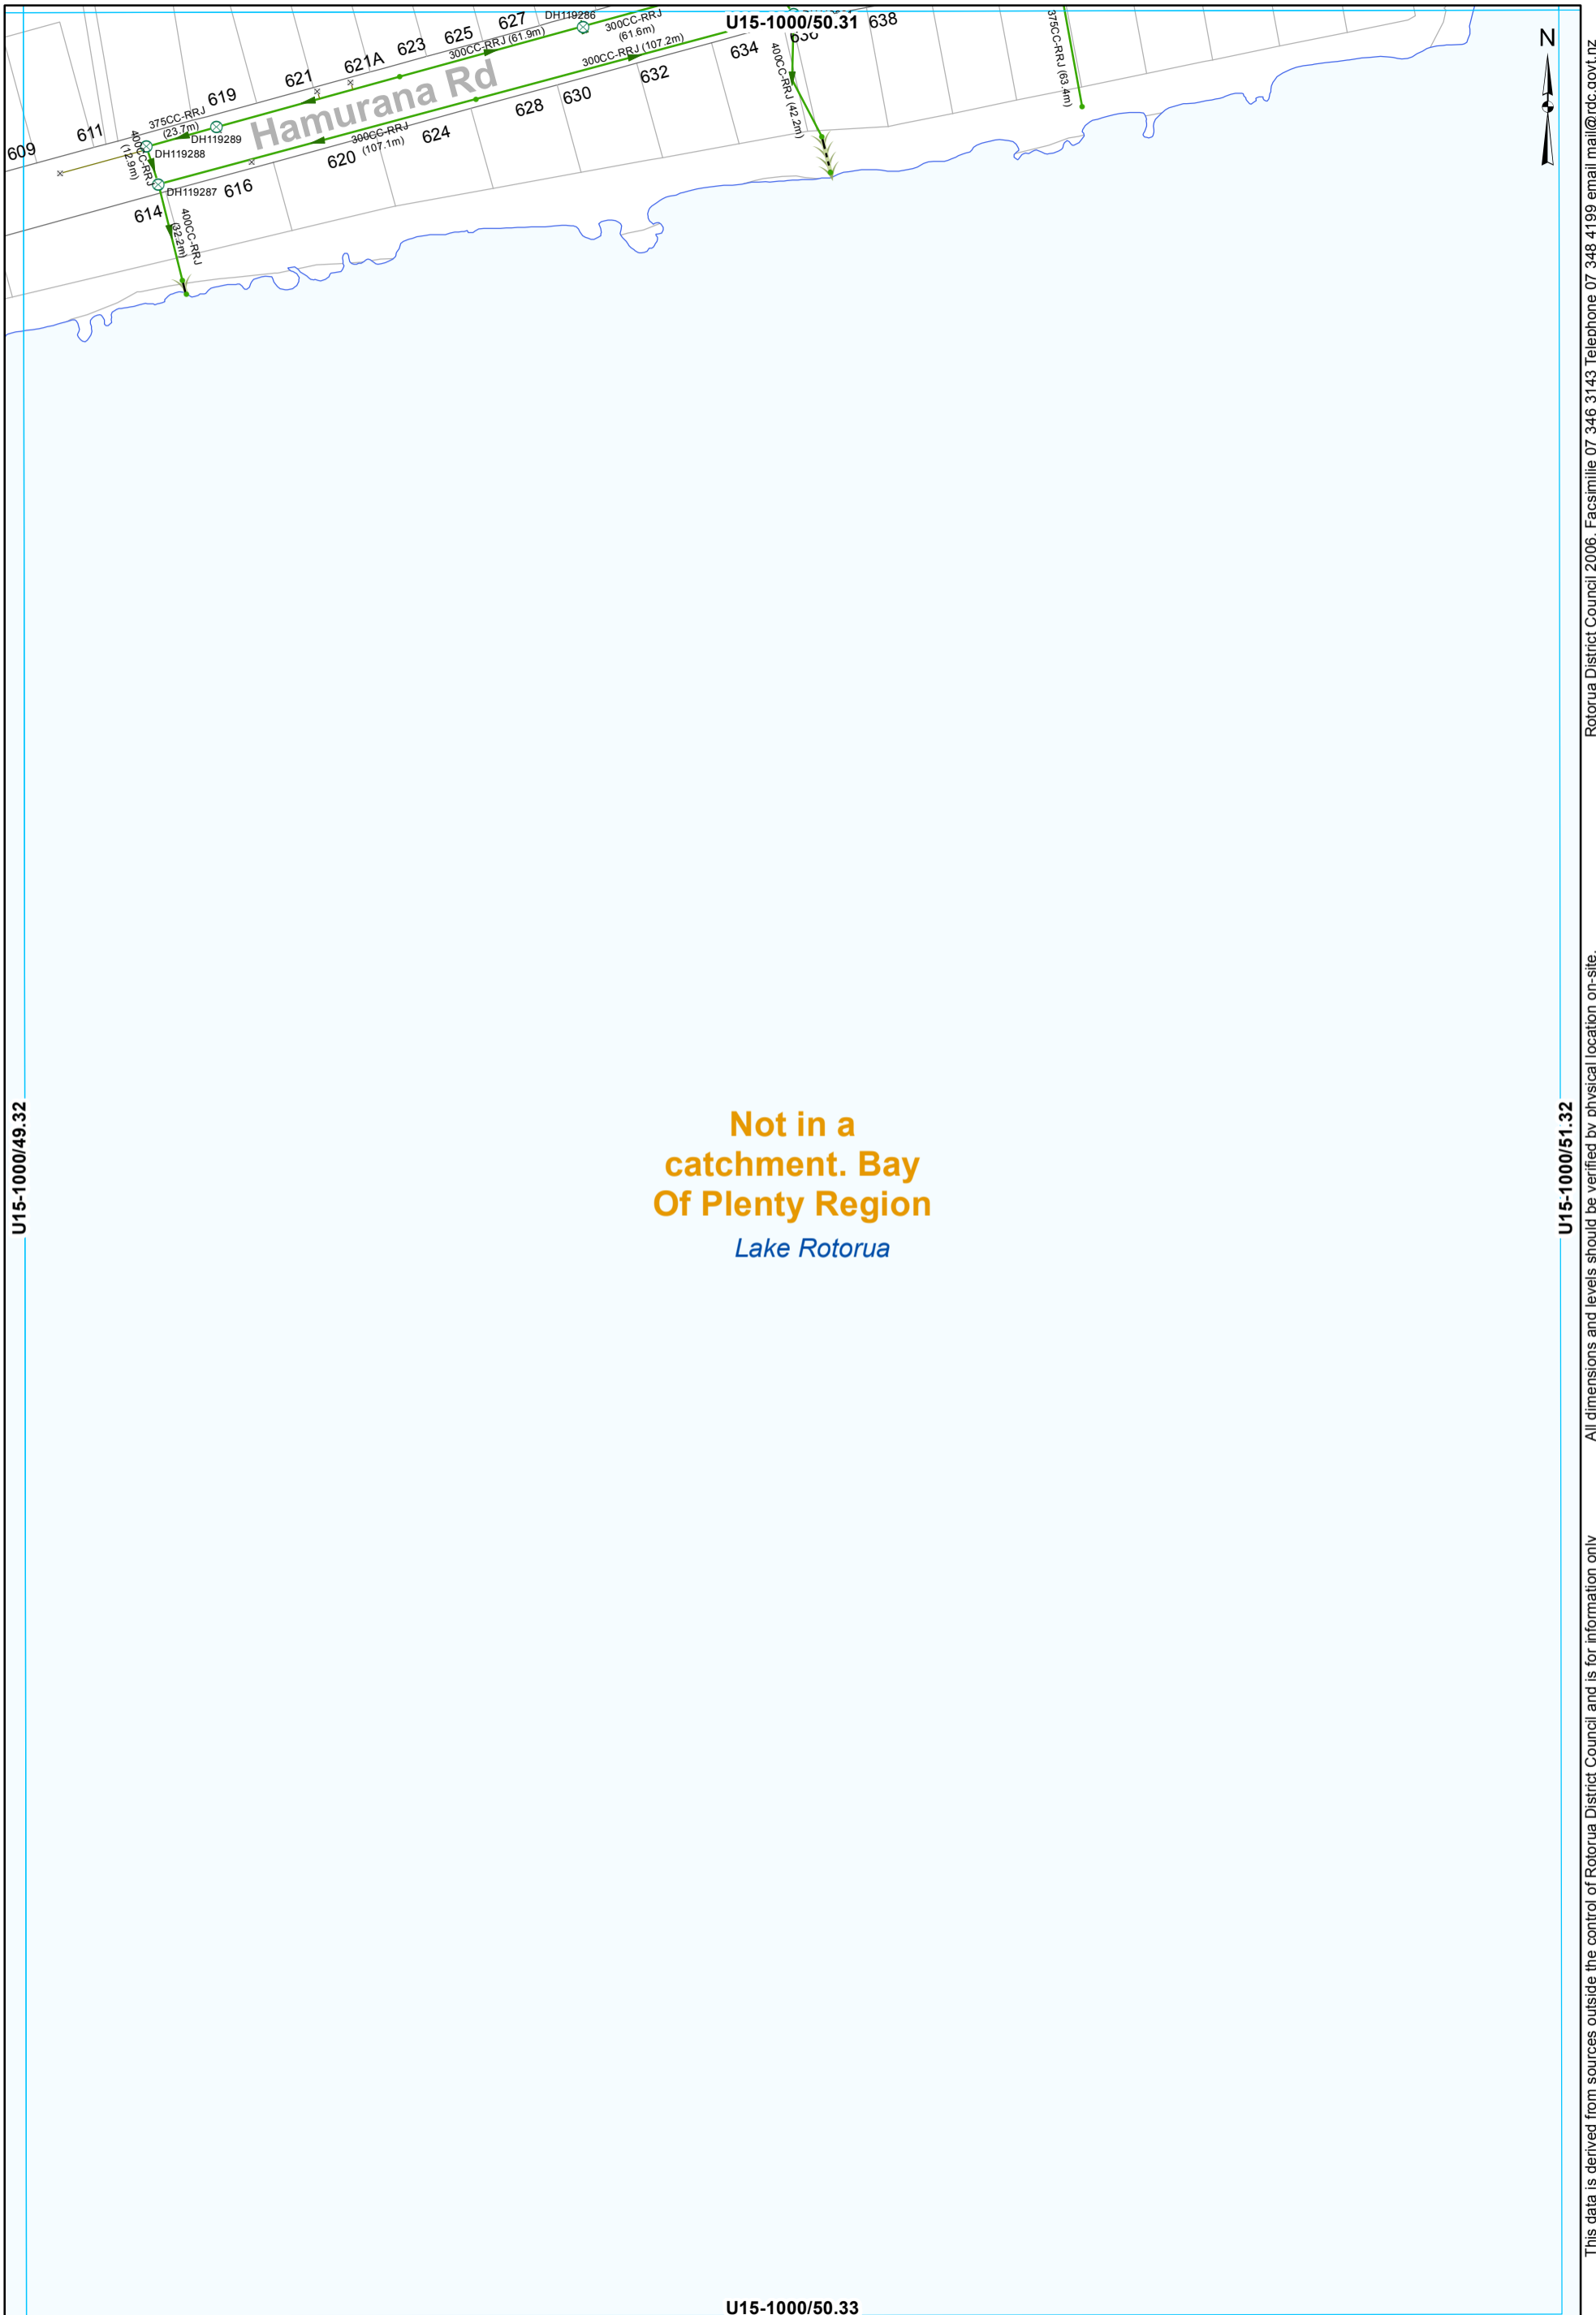 U15-1000/50.31
N
DH119286
627
625
623
621A
621
619
611
609
300CC-RRJ (61.9m)
300CC-RRJ
(61.6m)
300CC-RRJ (107.2m)
638
634
632
630
628
624
620
616
614
Hamurana Rd
375CC-RRJ
(23.7m)
DH119289
DH119288
400CC-RRJ
(12.9m)
DH119287
300CC-RRJ
(107.1m)
400CC-RRJ
(32.2m)
400CC-RRJ (42.2m)
375CC-RRJ (63.4m)
U15-1000/49.32
Not in a
catchment. Bay
Of Plenty Region
Lake Rotorua
U15-1000/51.32
U15-1000/50.33
This data is derived from sources outside the control of Rotorua District Council and is for information only
All dimensions and levels should be verified by physical location on-site.
Rotorua District Council 2006. Facsimilie 07 346 3143 Telephone 07 348 4199 email mail@rdc.govt.nz